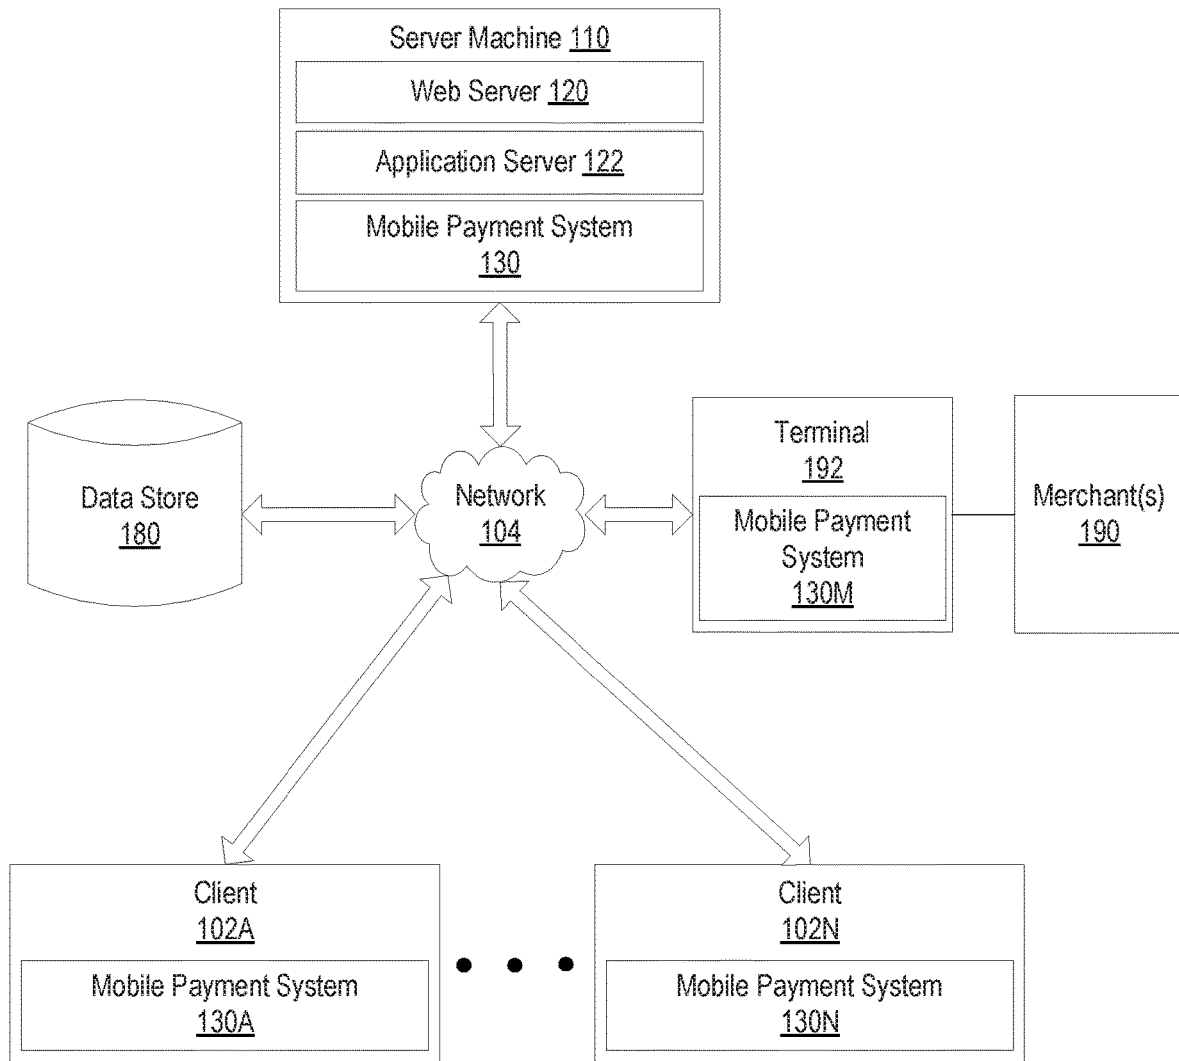 Server Machine 110
Web Server 120
Application Server 122
Mobile Payment System
130
Data Store
180
Network
104
Terminal
192
Mobile Payment
System
130M
Merchant(s)
190
Client
102A
Mobile Payment System
130A
Client
102N
Mobile Payment System
130N